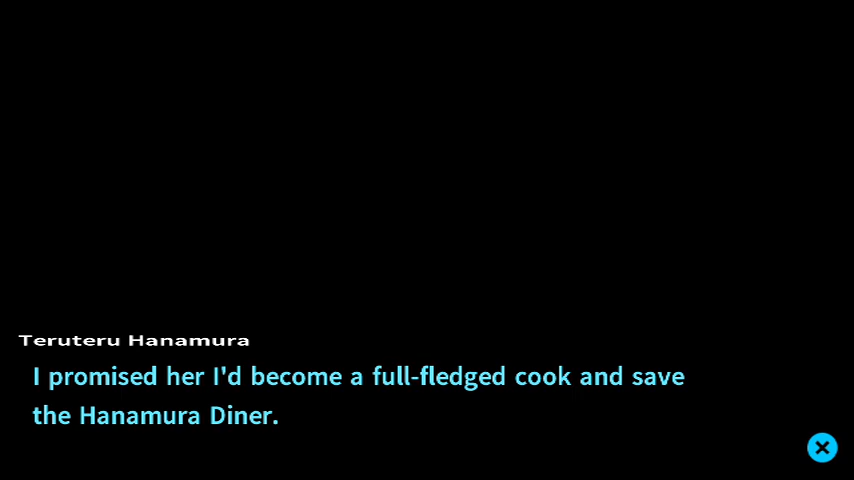 Teruteru Hanamura
I promised her I'd become a full-fledged cook and save
the Hanamura Diner.